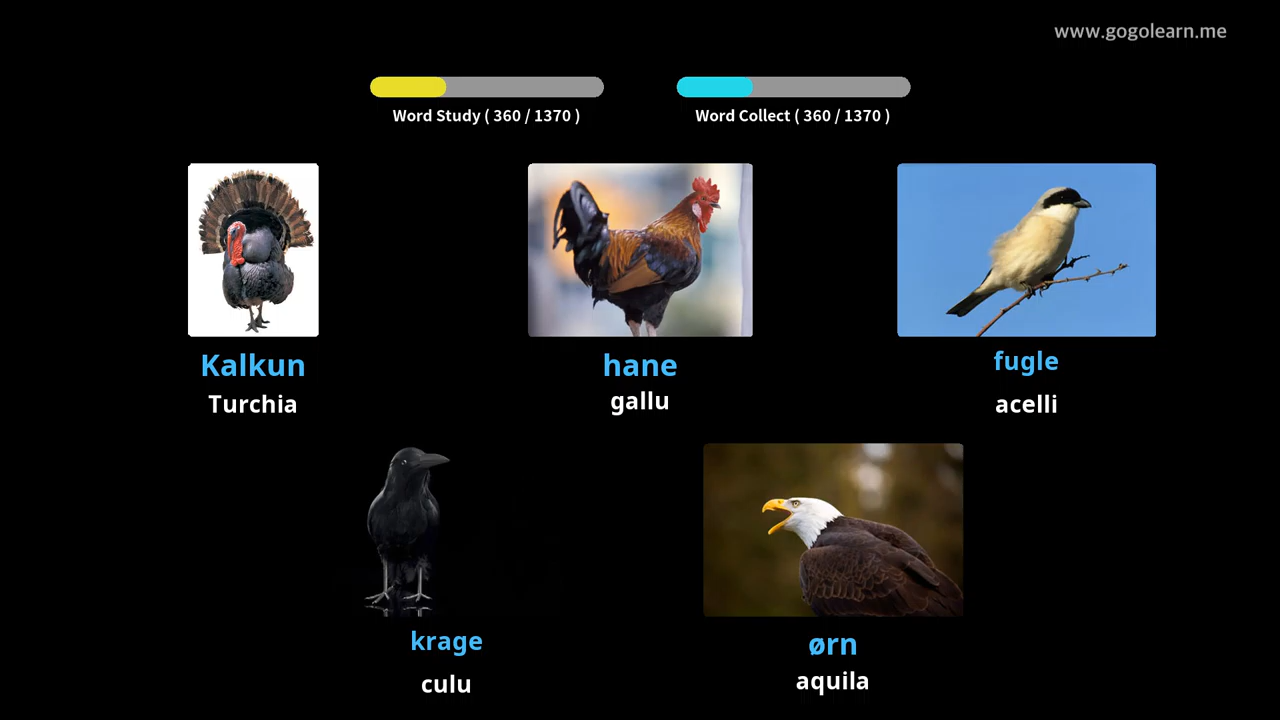 www.gogolearn.me
Word Study ( 360 / 1370 )
Word Collect ( 360 / 1370 )
Kalkun
Turchia
hane
gallu
fugle
acelli
krage
culu
ørn
aquila